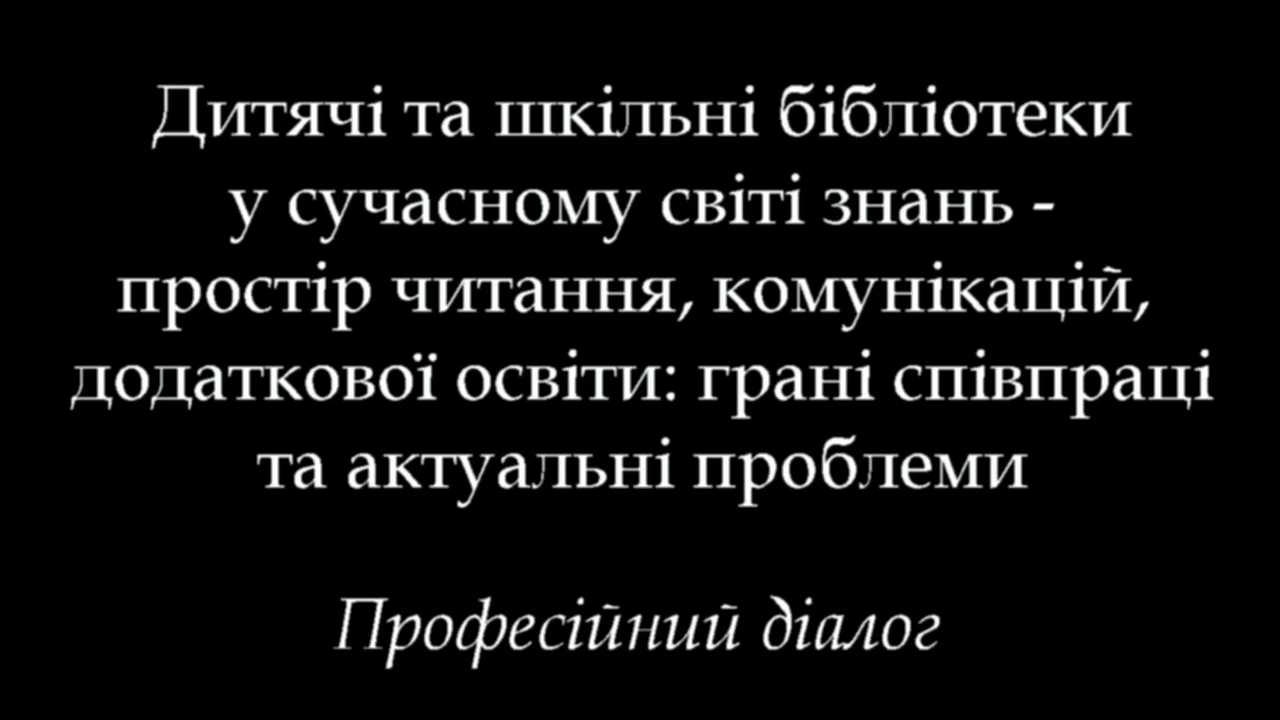 Дитячі та шкільні бібліотеки
у сучасному світі знань -
простір читання, комунікацій,
додаткової освіти: грані співпраці
та актуальні проблеми
Професійний діалог